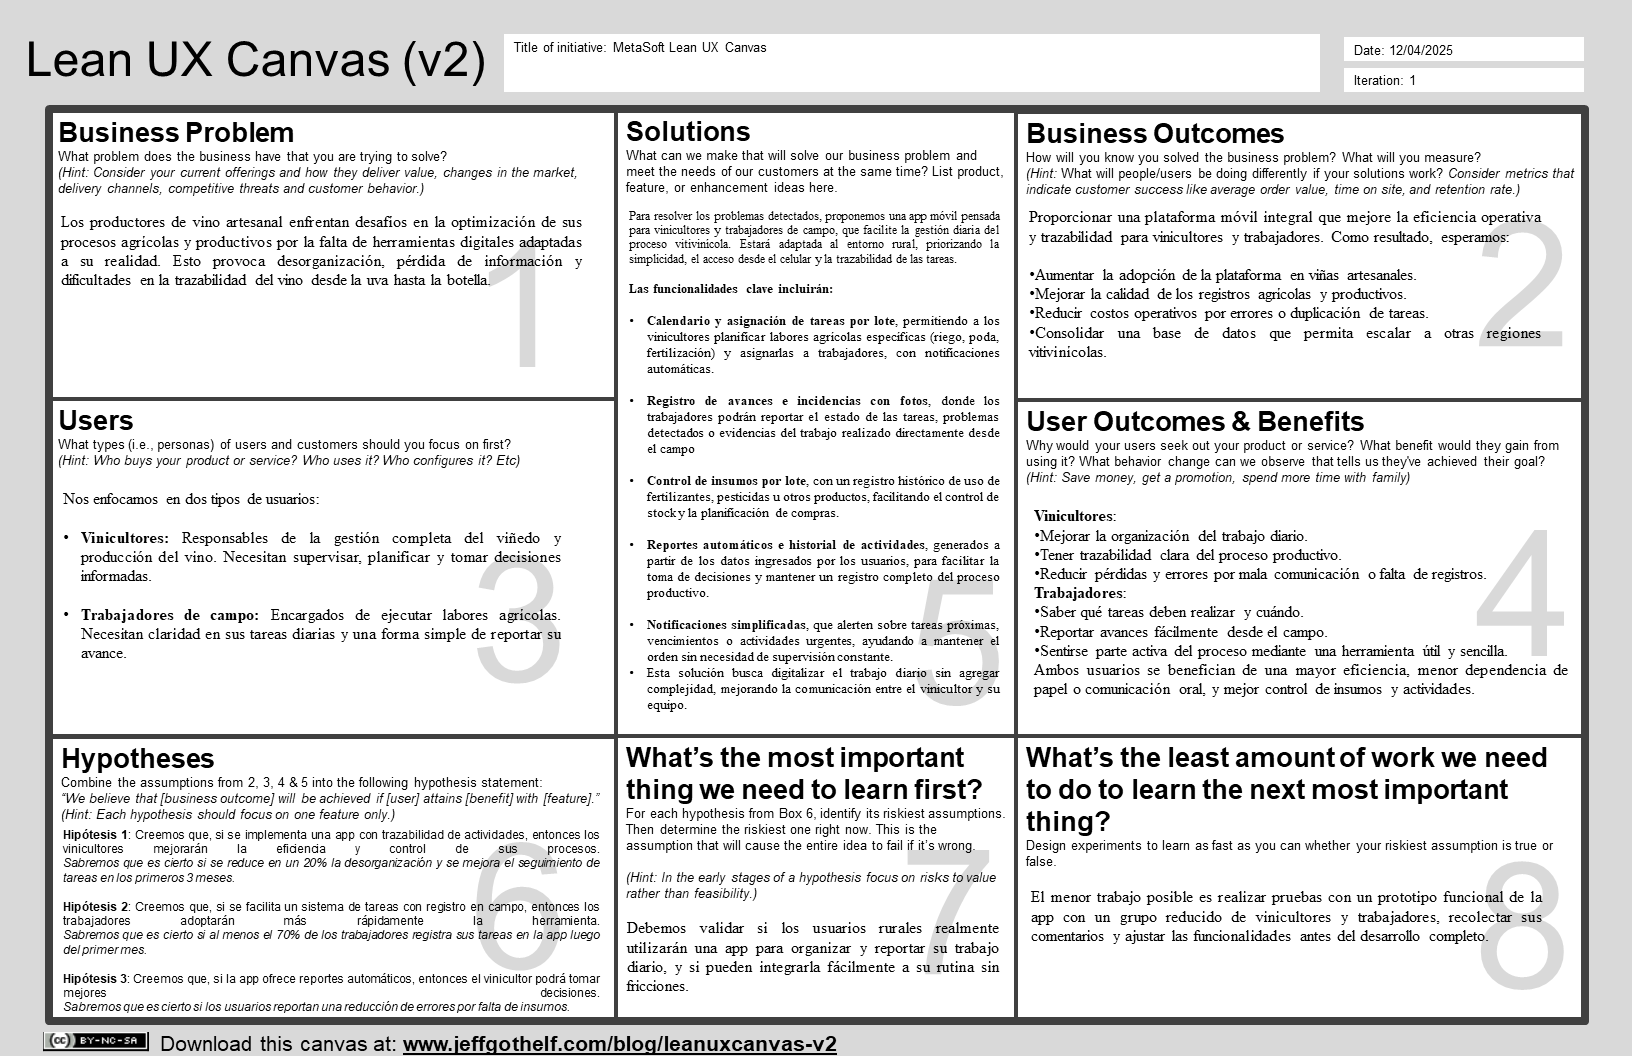 Lean UX Canvas (v2)
Title of initiative: MetaSoft Lean UX Canvas
Date: 12/04/2025
Iteration: 1
Business Problem
What problem does the business have that you are trying to solve?
(Hint: Consider your current offerings and how they deliver value, changes in the market,
delivery channels, competitive threats and customer behavior.)
Los productores de vino artesanal enfrentan desafíos en la optimización de sus
procesos agrícolas y productivos por la falta de herramientas digitales adaptadas
a su realidad. Esto provoca desorganización, pérdida de información y
dificultades en la trazabilidad del vino desde la uva hasta la botella.
1
Solutions
What can we make that will solve our business problem and
meet the needs of our customers at the same time? List product,
feature, or enhancement ideas here.
Para resolver los problemas detectados, proponemos una app móvil pensada
para vinicultores y trabajadores de campo, que facilite la gestión diaria del
proceso vitivinícola. Estará adaptada al entorno rural, priorizando la
simplicidad, el acceso desde el celular y la trazabilidad de las tareas.
Las funcionalidades clave incluirán:
• Calendario y asignación de tareas por lote, permitiendo a los
vinicultores planificar labores agrícolas específicas (riego, poda,
fertilización) y asignarlas a trabajadores, con notificaciones
automáticas.
• Registro de avances e incidencias con fotos, donde los
trabajadores podrán reportar el estado de las tareas, problemas
detectados o evidencias del trabajo realizado directamente desde
el campo
• Control de insumos por lote, con un registro histórico de uso de
fertilizantes, pesticidas u otros productos, facilitando el control de
stock y la planificación de compras.
• Reportes automáticos e historial de actividades, generados a
partir de los datos ingresados por los usuarios, para facilitar la
toma de decisiones y mantener un registro completo del proceso
productivo.
• Notificaciones simplificadas, que alerten sobre tareas próximas,
vencimientos o actividades urgentes, ayudando a mantener el
orden sin necesidad de supervisión constante.
• Esta solución busca digitalizar el trabajo diario sin agregar
complejidad, mejorando la comunicación entre el vinicultor y su
equipo.
5
Business Outcomes
How will you know you solved the business problem? What will you measure?
(Hint: What will people/users be doing differently if your solutions work? Consider metrics that
indicate customer success like average order value, time on site, and retention rate.)
Proporcionar una plataforma móvil integral que mejore la eficiencia operativa
y trazabilidad para vinicultores y trabajadores. Como resultado, esperamos:
•Aumentar la adopción de la plataforma en viñas artesanales.
•Mejorar la calidad de los registros agrícolas y productivos.
•Reducir costos operativos por errores o duplicación de tareas.
•Consolidar una base de datos que permita escalar a otras regiones
vitivinícolas.
2
Users
What types (i.e., personas) of users and customers should you focus on first?
(Hint: Who buys your product or service? Who uses it? Who configures it? Etc)
Nos enfocamos en dos tipos de usuarios:
• Vinicultores: Responsables de la gestión completa del viñedo y
producción del vino. Necesitan supervisar, planificar y tomar decisiones
informadas.
• Trabajadores de campo: Encargados de ejecutar labores agrícolas.
Necesitan claridad en sus tareas diarias y una forma simple de reportar su
avance.
3
User Outcomes & Benefits
Why would your users seek out your product or service? What benefit would they gain from
using it? What behavior change can we observe that tells us they've achieved their goal?
(Hint: Save money, get a promotion, spend more time with family)
Vinicultores:
•Mejorar la organización del trabajo diario.
•Tener trazabilidad clara del proceso productivo.
•Reducir pérdidas y errores por mala comunicación o falta de registros.
Trabajadores:
•Saber qué tareas deben realizar y cuándo.
•Reportar avances fácilmente desde el campo.
•Sentirse parte activa del proceso mediante una herramienta útil y sencilla.
Ambos usuarios se benefician de una mayor eficiencia, menor dependencia de
papel o comunicación oral, y mejor control de insumos y actividades.
4
Hypotheses
Combine the assumptions from 2, 3, 4 & 5 into the following hypothesis statement:
“We believe that [business outcome] will be achieved if [user] attains [benefit] with [feature].”
(Hint: Each hypothesis should focus on one feature only.)
Hipótesis 1: Creemos que, si se implementa una app con trazabilidad de actividades, entonces los
vinicultores mejorarán la eficiencia y control de sus procesos.
Sabremos que es cierto si se reduce en un 20% la desorganización y se mejora el seguimiento de
tareas en los primeros 3 meses.
Hipótesis 2: Creemos que, si se facilita un sistema de tareas con registro en campo, entonces los
trabajadores adoptarán más rápidamente la herramienta.
Sabremos que es cierto si al menos el 70% de los trabajadores registra sus tareas en la app luego
del primer mes.
Hipótesis 3: Creemos que, si la app ofrece reportes automáticos, entonces el vinicultor podrá tomar
mejores decisiones.
Sabremos que es cierto si los usuarios reportan una reducción de errores por falta de insumos.
6
What’s the most important
thing we need to learn first?
For each hypothesis from Box 6, identify its riskiest assumptions.
Then determine the riskiest one right now. This is the
assumption that will cause the entire idea to fail if it’s wrong.
(Hint: In the early stages of a hypothesis focus on risks to value
rather than feasibility.)
Debemos validar si los usuarios rurales realmente
utilizarán una app para organizar y reportar su trabajo
diario, y si pueden integrarla fácilmente a su rutina sin
fricciones.
7
What’s the least amount of work we need
to do to learn the next most important
thing?
Design experiments to learn as fast as you can whether your riskiest assumption is true or
false.
El menor trabajo posible es realizar pruebas con un prototipo funcional de la
app con un grupo reducido de vinicultores y trabajadores, recolectar sus
comentarios y ajustar las funcionalidades antes del desarrollo completo.
8
cc BY-NC-SA
Download this canvas at: www.jeffgothelf.com/blog/leanuxcanvas-v2